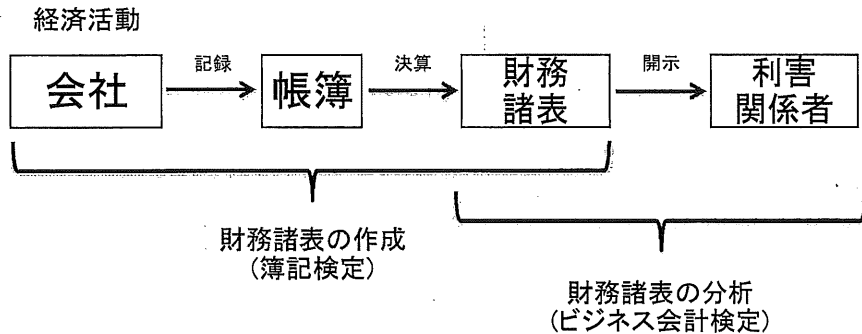 経済活動
会社
記録
帳簿
決算
財務
諸表
開示
利害
関係者
財務諸表の作成
(簿記検定)
財務諸表の分析
(ビジネス会計検定)